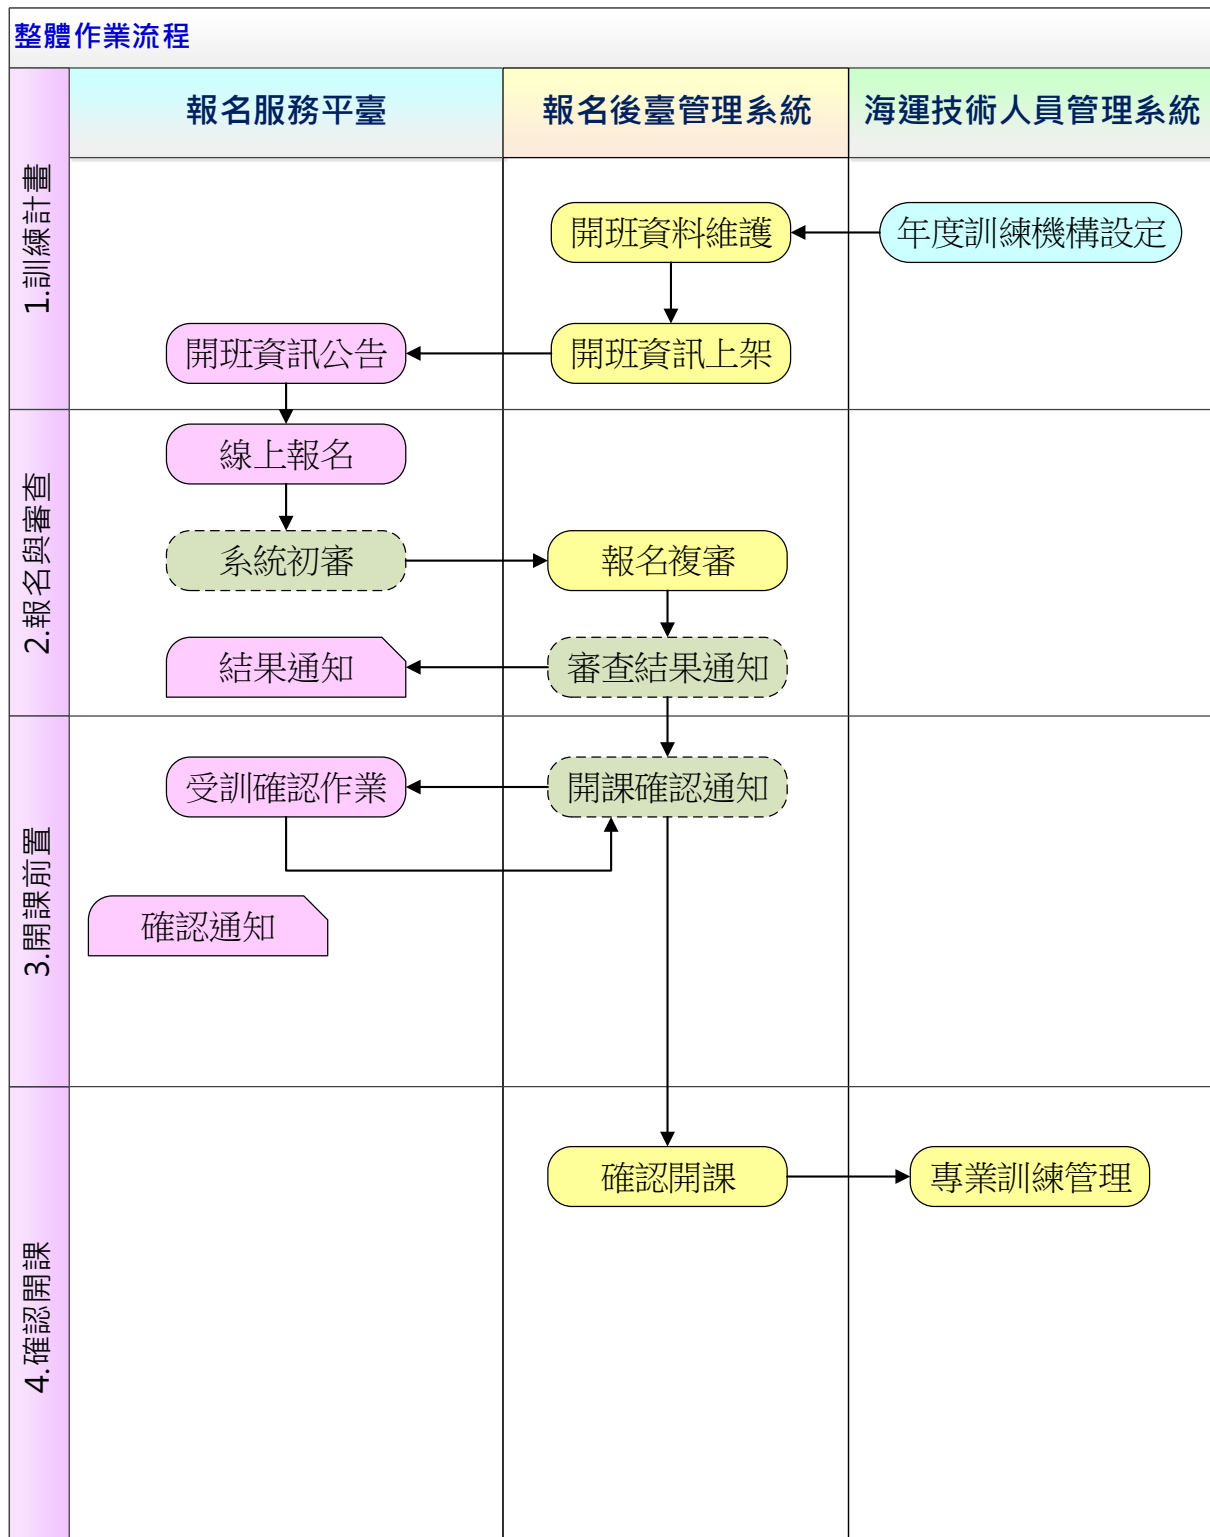 整體作業流程
報名服務平臺
報名後臺管理系統
海運技術人員管理系統
1.訓練計畫
開班資料維護
年度訓練機構設定
開班資訊公告
開班資訊上架
2.報名與審查
線上報名
系統初審
報名複審
結果通知
審查結果通知
3.開課前置
受訓確認作業
開課確認通知
確認通知
4.確認開課
確認開課
專業訓練管理